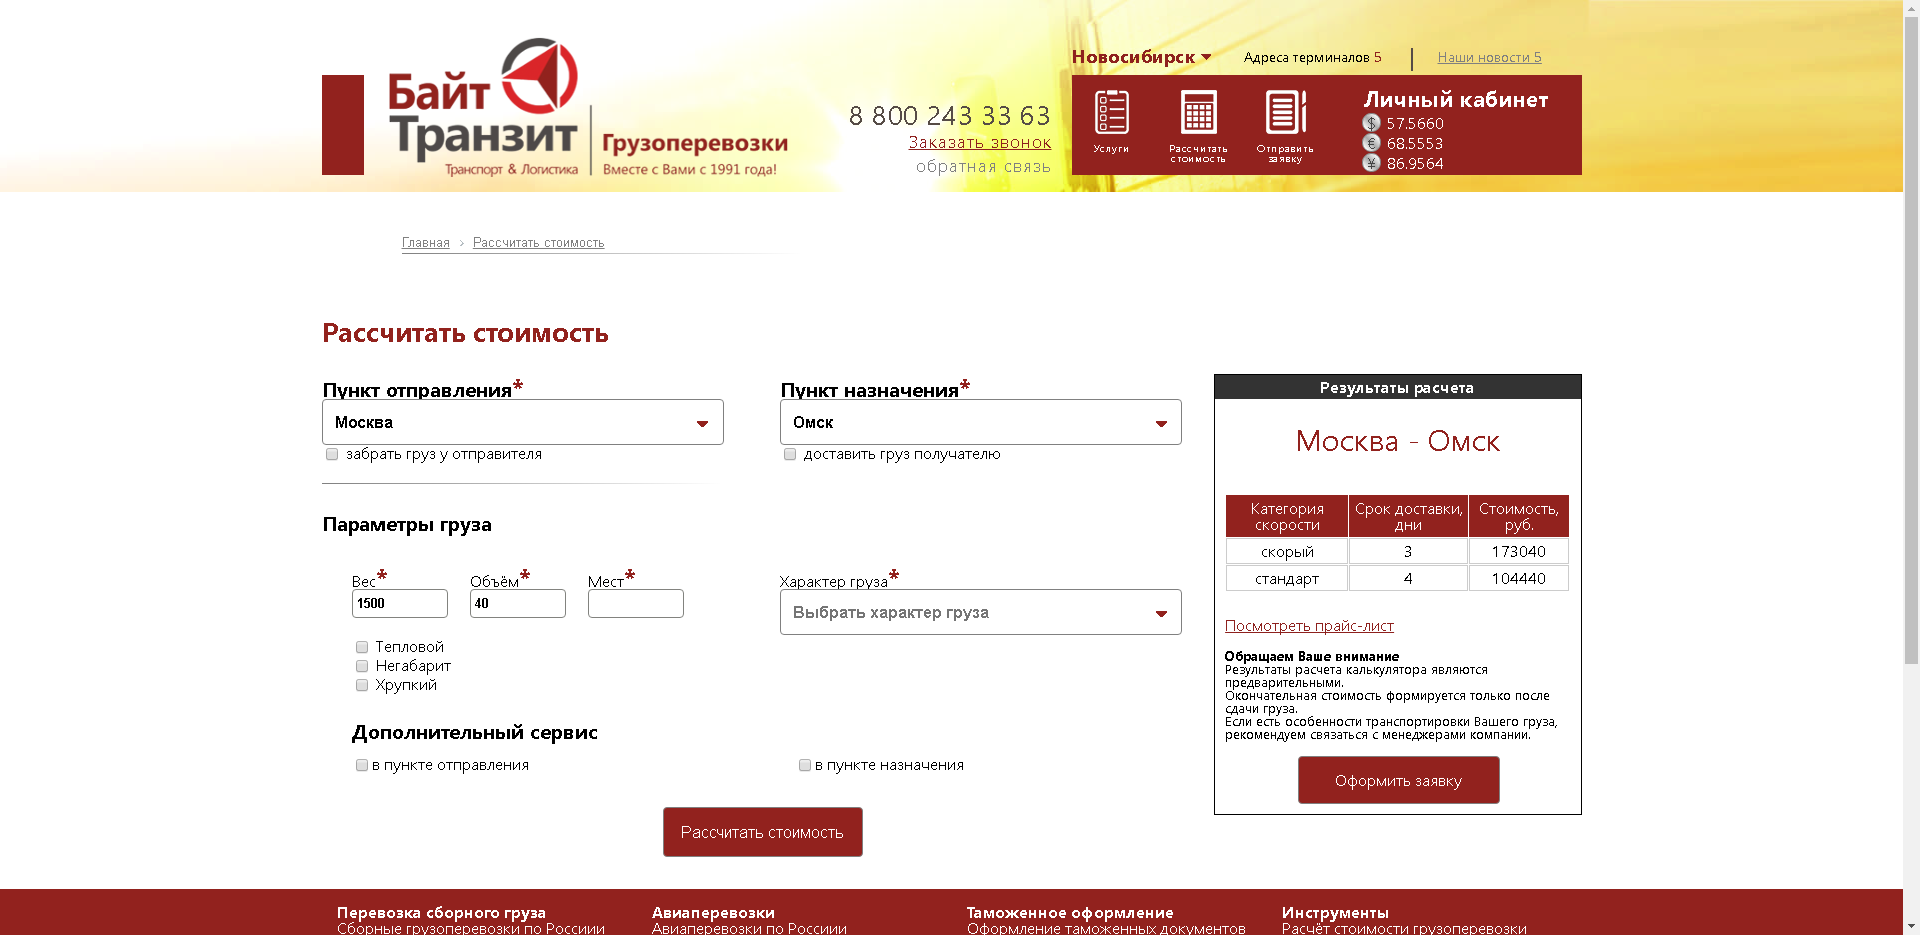 Байт
Транзит
Транспорт & Логистика
Грузоперевозки
Вместе с Вами с 1991 года!
8 800 243 33 63
Заказать звонок
обратная связь
Новосибирск
Адреса терминалов 5
Наши новости 5
Услуги
Рассчитать
стоимость
Отправить
заявку
Личный кабинет
$ 57.5660
€ 68.5553
¥ 86.9564
Главная › Рассчитать стоимость
Рассчитать стоимость
Пункт отправления*
Москва
забрать груз у отправителя
Пункт назначения*
Омск
доставить груз получателю
Параметры груза
Вес* Объём* Мест*
1500 40
Характер груза*
Выбрать характер груза
Тепловой
Негабарит
Хрупкий
Дополнительный сервис
в пункте отправления
в пункте назначения
Рассчитать стоимость
Результаты расчета
Москва - Омск
Категория скорости Срок доставки, дни Стоимость, руб.
скорый 3 173040
стандарт 4 104440
Посмотреть прайс-лист
Обращаем Ваше внимание
Результаты расчета калькулятора являются
предварительными.
Окончательная стоимость формируется только после
сдачи груза.
Если есть особенности транспортировки Вашего груза,
рекомендуем связаться с менеджерами компании.
Оформить заявку
Перевозка сборного груза
Сборные грузоперевозки по Росcиии
Авиаперевозки
Авиаперевозки по Росcиии
Таможенное оформление
Оформление таможенных документов
Инструменты
Расчёт стоимости грузоперевозки